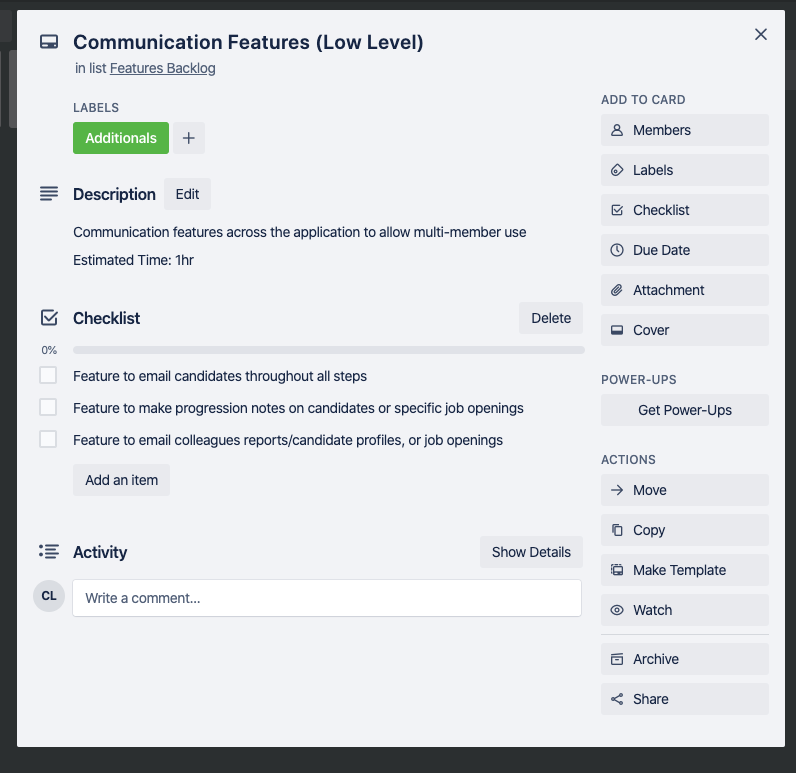 Communication Features (Low Level)
in list Features Backlog
LABELS
Additionals
Description
Edit
Communication features across the application to allow multi-member use
Estimated Time: 1hr
Checklist
Delete
0%
Feature to email candidates throughout all steps
Feature to make progression notes on candidates or specific job openings
Feature to email colleagues reports/candidate profiles, or job openings
Add an item
Activity
Show Details
CL
Write a comment...
ADD TO CARD
Members
Labels
Checklist
Due Date
Attachment
Cover
POWER-UPS
Get Power-Ups
ACTIONS
Move
Copy
Make Template
Watch
Archive
Share